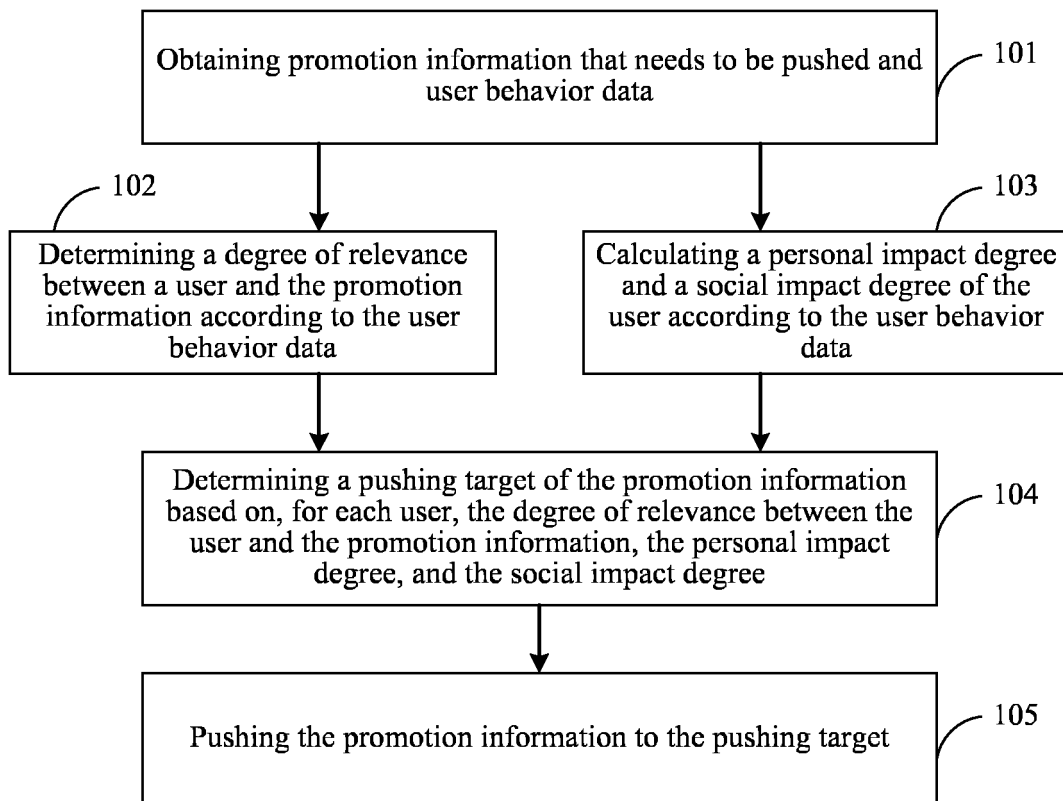 Obtaining promotion information that needs to be pushed and
user behavior data
101
102
Determining a degree of relevance
between a user and the promotion
information according to the user
behavior data
103
Calculating a personal impact degree
and a social impact degree of the
user according to the user behavior
data
Determining a pushing target of the promotion information
based on, for each user, the degree of relevance between the
user and the promotion information, the personal impact
degree, and the social impact degree
104
Pushing the promotion information to the pushing target
105